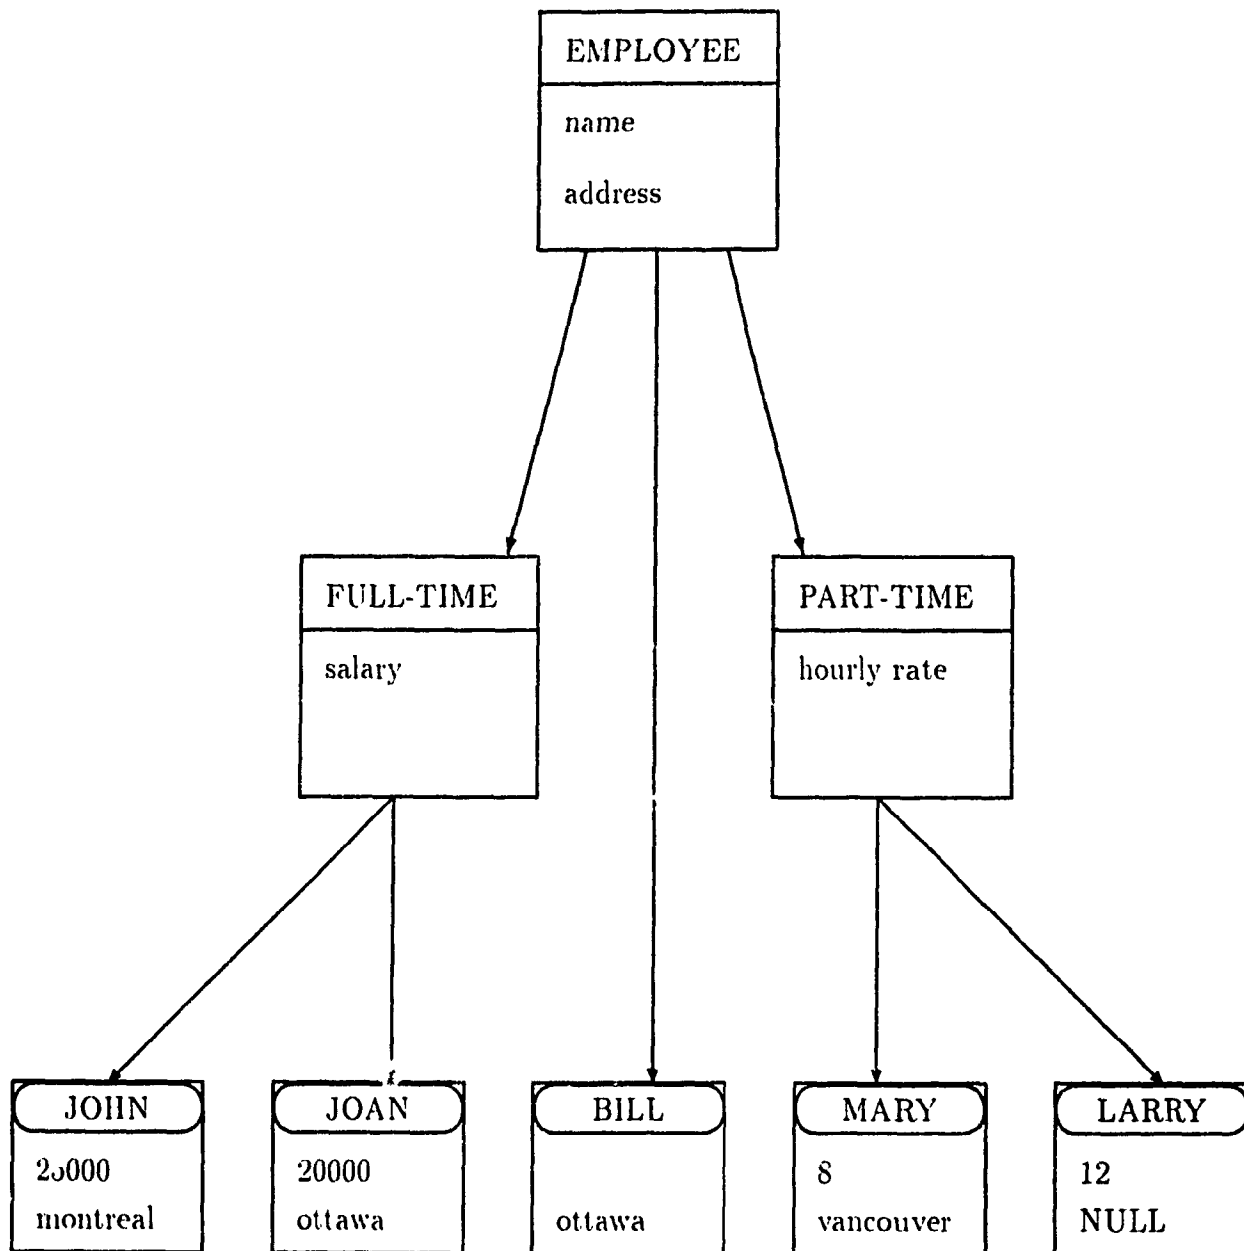 EMPLOYEE
name
address
FULL-TIME
PART-TIME
salary
hourly rate
JOHN
JOAN
BILL
MARY
LARRY
20000
8
12
montreal
ottawa
ottawa
vancouver
NULL